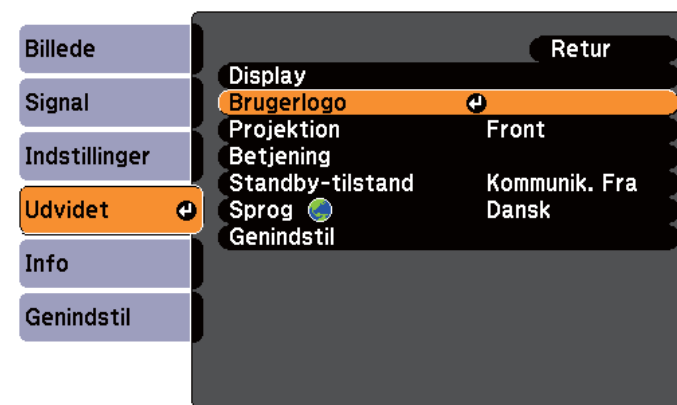 Billede
Signal
Indstillinger
Udvidet
Info
Genindstil
Retur
Display
Brugerlogo
Projektion Front
Betjening
Standby-tilstand Kommunik. Fra
Sprog Dansk
Genindstil